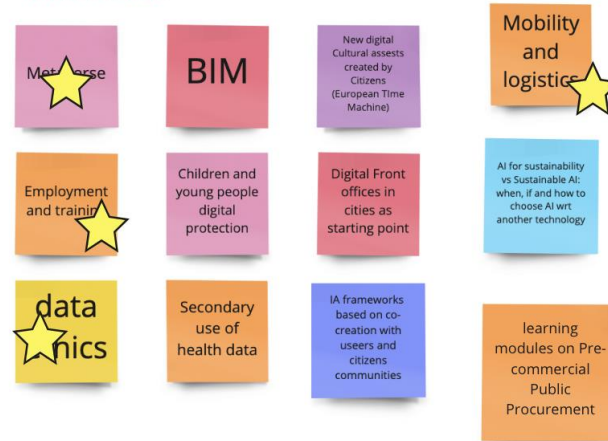 BIM
New digital
Cultural assests
created by
Citizens
(European Time
Machine)
Mobility
and
logistics
Employment
and training
Children and
young people
digital
protection
Digital Front
offices in
cities as
starting point
AI for sustainability
vs Sustainable AI:
when, if and how to
choose AI wrt
another technology
data
Secondary
use of
health data
IA frameworks
based on co-
creation with
useers and
citizens
communities
learning
modules on Pre-
commercial
Public
Procurement